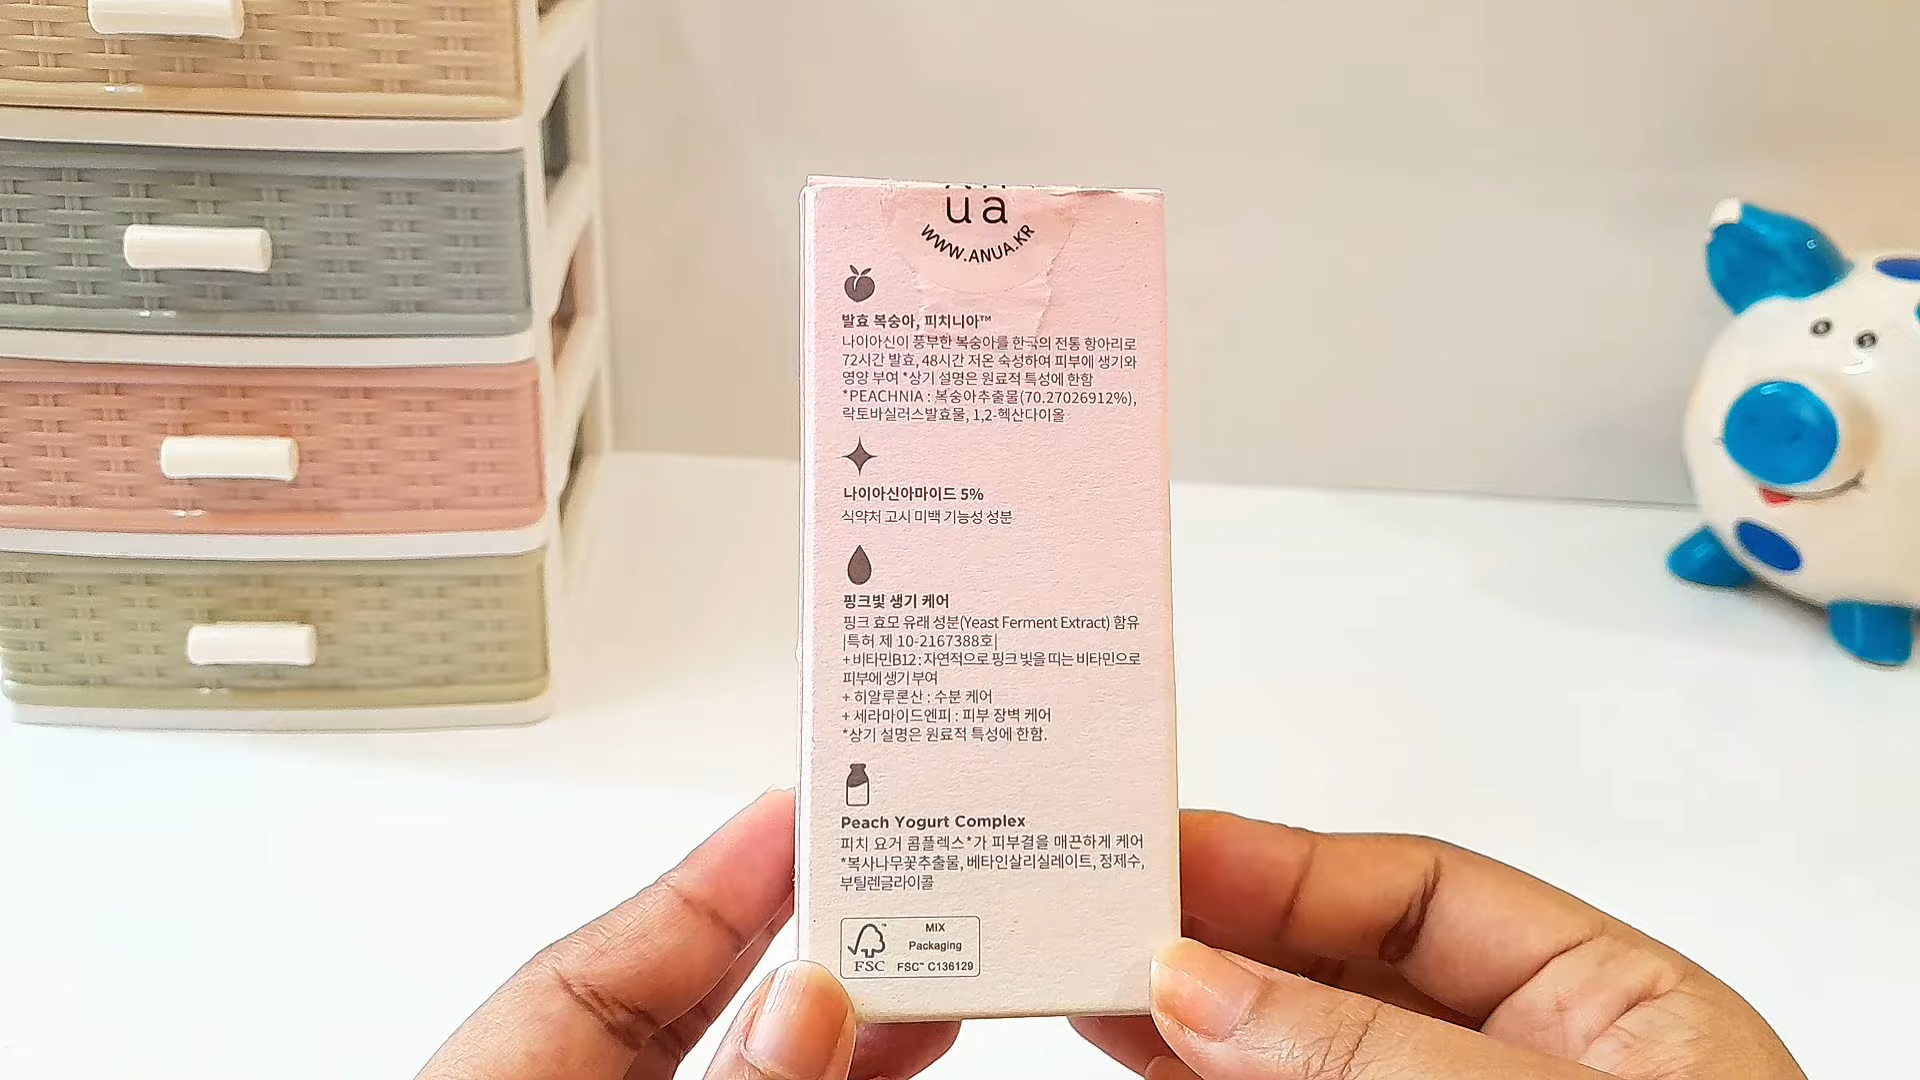 ua
WWW.ANUA.KR
발효 복숭아, 피치니아™
나이아신이 풍부한 복숭아를 한국의 전통 항아리로
72시간 발효, 48시간 저온 숙성하여 피부에 생기와
영양 부여 *상기 설명은 원료적 특성에 한함
*PEACHNIA : 복숭아추출물(70.27026912%),
락토바실러스발효물, 1,2-헥산다이올
나이아신아마이드 5%
식약처 고시 미백 기능성 성분
핑크빛 생기 케어
핑크 효모 유래 성분(Yeast Ferment Extract) 함유
|특허 제 10-2167388호|
+ 비타민B12 : 자연적으로 핑크 빛을 띠는 비타민으로
피부에 생기 부여
+ 히알루론산 : 수분 케어
+ 세라마이드엔피 : 피부 장벽 케어
*상기 설명은 원료적 특성에 한함.
Peach Yogurt Complex
피치 요거 콤플렉스*가 피부결을 매끈하게 케어
*복사나무꽃추출물, 베타인살리실레이트, 정제수,
부틸렌글라이콜
MIX
Packaging
FSC
FSC™ C136129